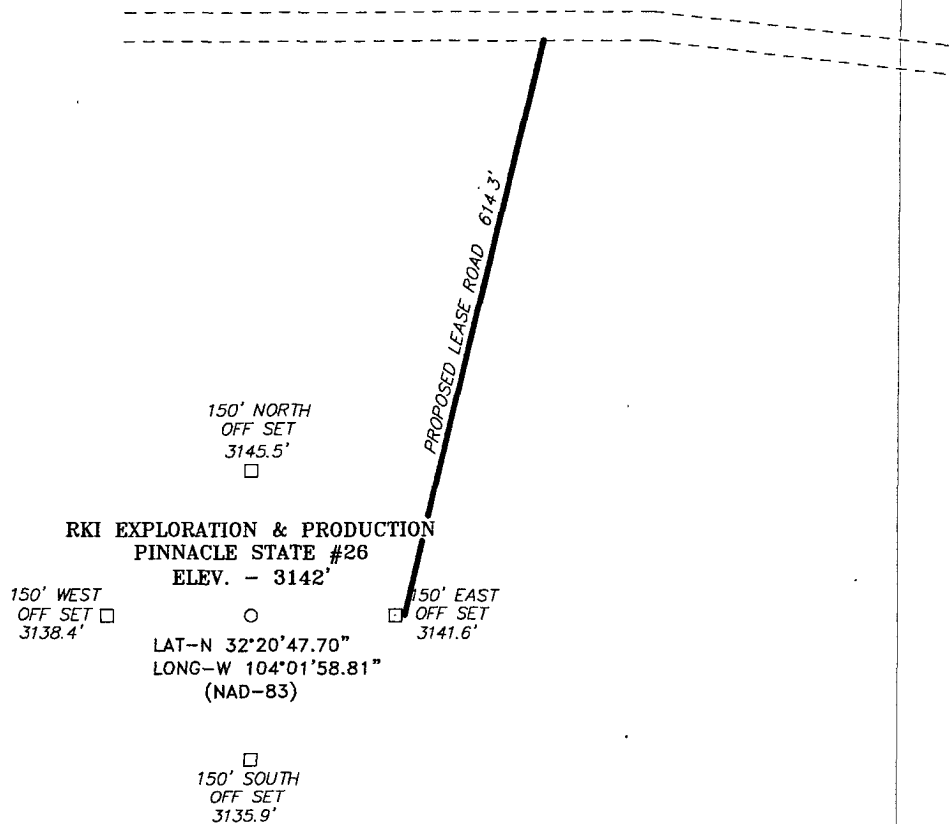 PROPOSED LEASE ROAD 614.3'
150' NORTH
OFF SET
3145.5'
RKI EXPLORATION & PRODUCTION
PINNACLE STATE #26
ELEV. - 3142'
150' WEST
OFF SET
3138.4'
150' EAST
OFF SET
3141.6'
LAT-N 32°20'47.70"
LONG-W 104°01'58.81"
(NAD-83)
150' SOUTH
OFF SET
3135.9'